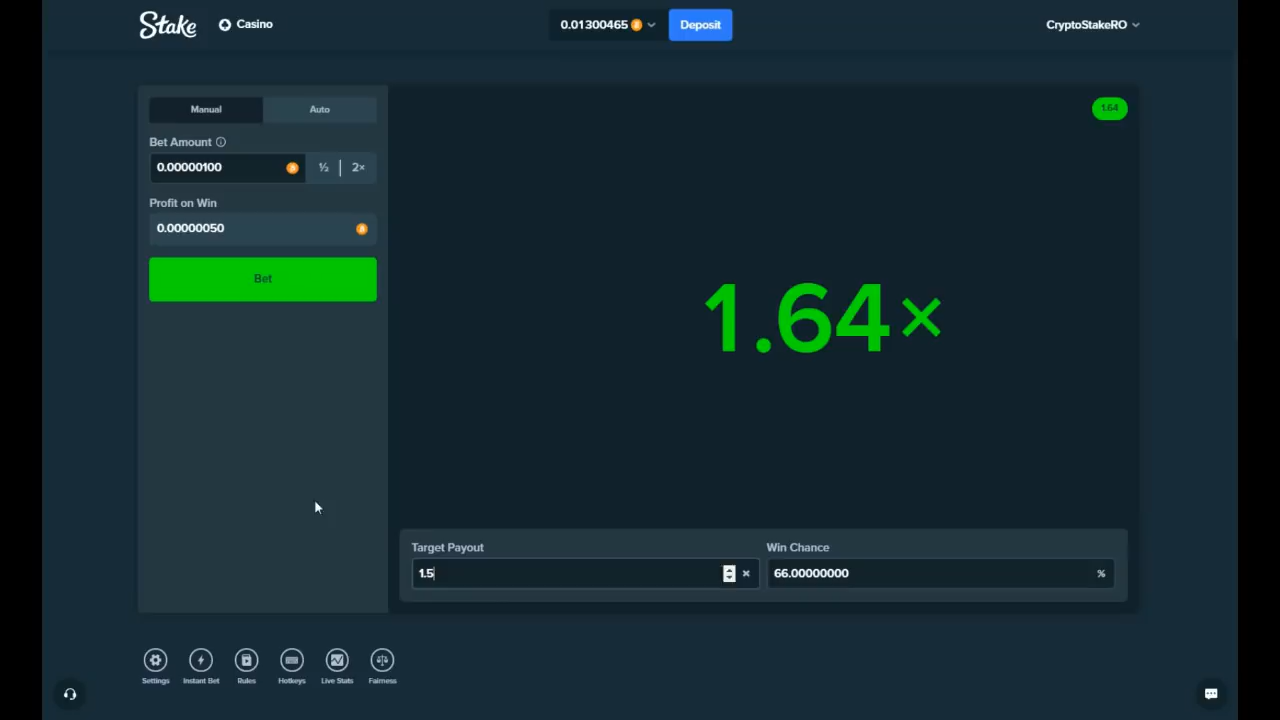 Stake
Casino
0.01300465
Deposit
CryptoStakeRO
Manual
Auto
1.64
Bet Amount
0.00000100
½
2×
Profit on Win
0.00000050
Bet
1.64×
Target Payout
Win Chance
1.5
×
66.00000000
%
Settings
Instant Bet
Rules
Hotkeys
Live Stats
Fairness